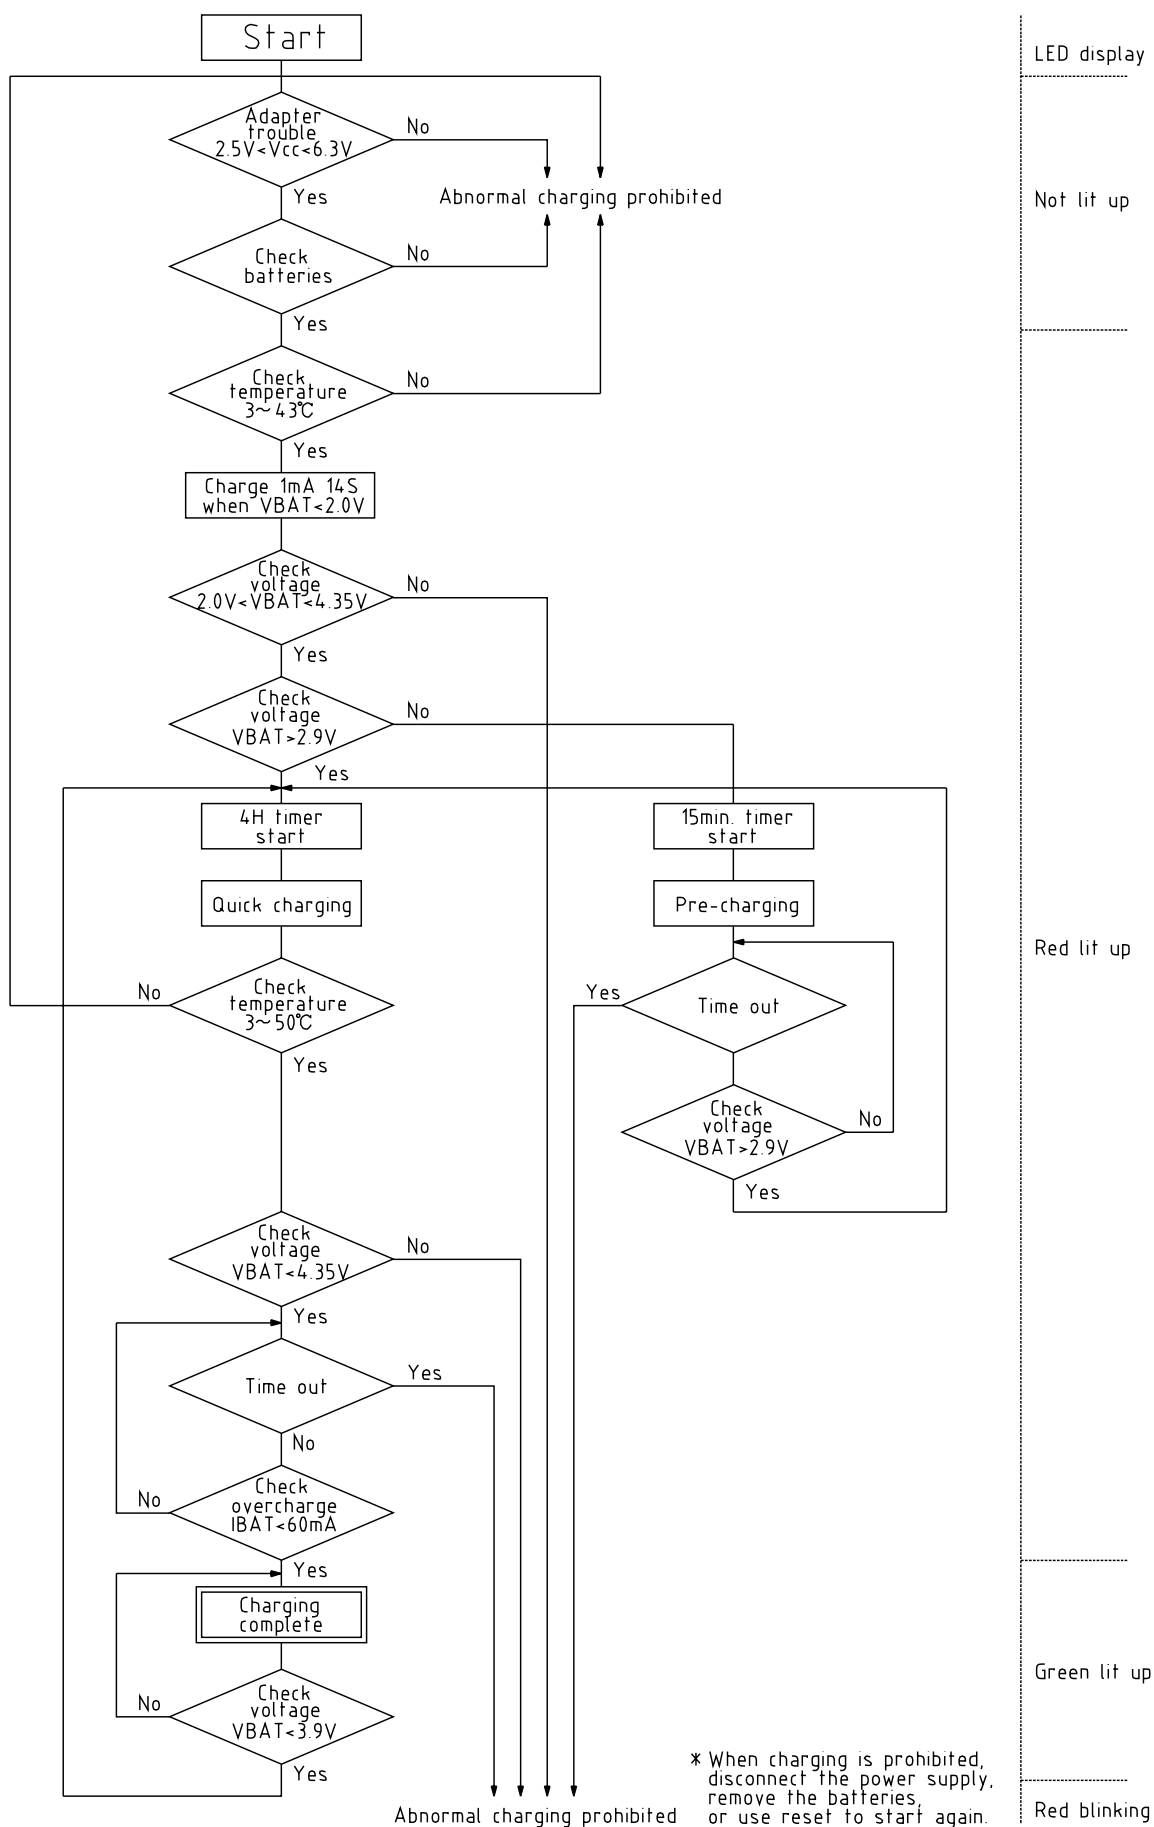 Start
LED display
Adapter
trouble
2.5V<Vcc<6.3V
No
Yes
Abnormal charging prohibited
Not lit up
Check
batteries
No
Yes
Check
temperature
3~43℃
No
Yes
Charge 1mA 14S
when VBAT<2.0V
Check
voltage
2.0V<VBAT<4.35V
No
Yes
Check
voltage
VBAT>2.9V
No
Yes
4H timer
start
15min. timer
start
Quick charging
Pre-charging
Red lit up
Check
temperature
3~50℃
No
Yes
Time out
Yes
Check
voltage
VBAT>2.9V
No
Yes
Check
voltage
VBAT<4.35V
No
Yes
Time out
Yes
No
Check
overcharge
IBAT<60mA
No
Yes
Charging
complete
Green lit up
Check
voltage
VBAT<3.9V
No
Yes
* When charging is prohibited,
disconnect the power supply,
remove the batteries,
or use reset to start again.
Abnormal charging prohibited
Red blinking